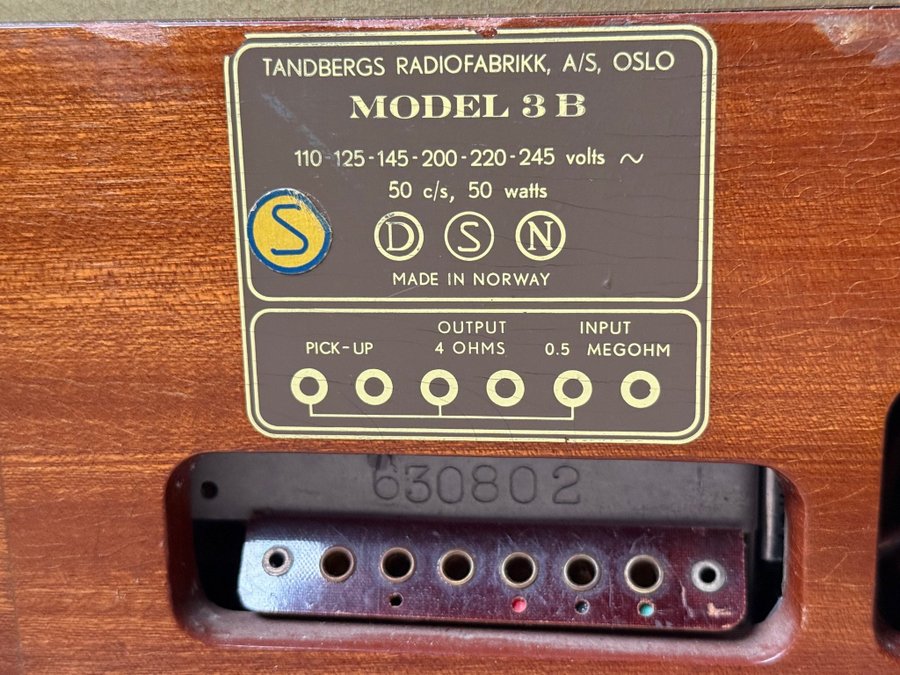 TANDBERGS RADIOFABRIKK, A/S, OSLO
MODEL 3 B
110-125-145-200-220-245 volts ~
50 c/s, 50 watts
S D S N
MADE IN NORWAY
OUTPUT INPUT
PICK-UP 4 OHMS 0.5 MEGOHM
630802